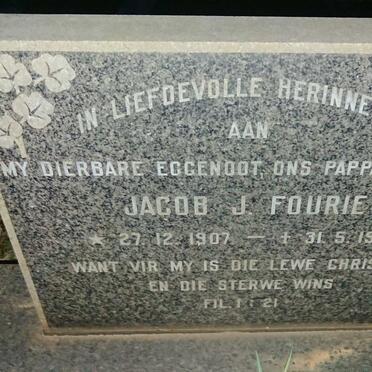 IN LIEFDEVOLLE HERINNE
AAN
MY DIERBARE EGGENOOT, ONS PAPP
JACOB J. FOURIE
* 27. 12. 1907 — + 31. 5. 19
WANT VIR MY IS DIE LEWE CHRIS
EN DIE STERWE WINS
FIL. 1 : 21